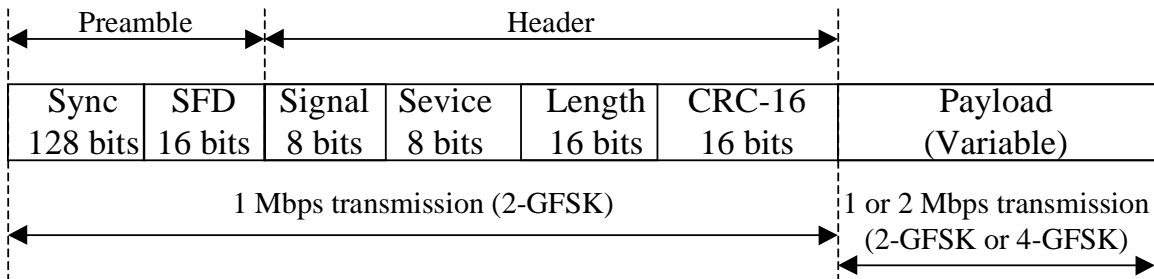 Preamble
Header
Sync
128 bits
SFD
16 bits
Signal
8 bits
Sevice
8 bits
Length
16 bits
CRC-16
16 bits
Payload
(Variable)
1 Mbps transmission (2-GFSK)
1 or 2 Mbps transmission
(2-GFSK or 4-GFSK)